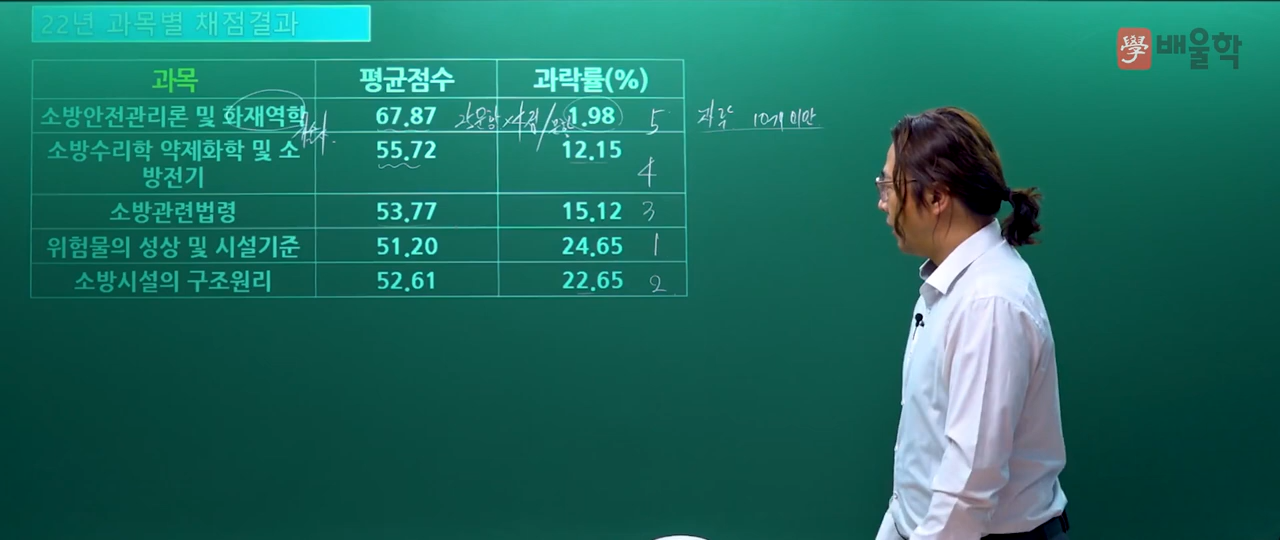 22년 과목별 채점결과
學 배울학
과목 평균점수 과락률(%)
소방안전관리론 및 화재역학 67.87 1.98 5
10개 미만
소방수리학 약제화학 및 소방전기 55.72 12.15 4
소방관련법령 53.77 15.12 3
위험물의 성상 및 시설기준 51.20 24.65 1
소방시설의 구조원리 52.61 22.65 2